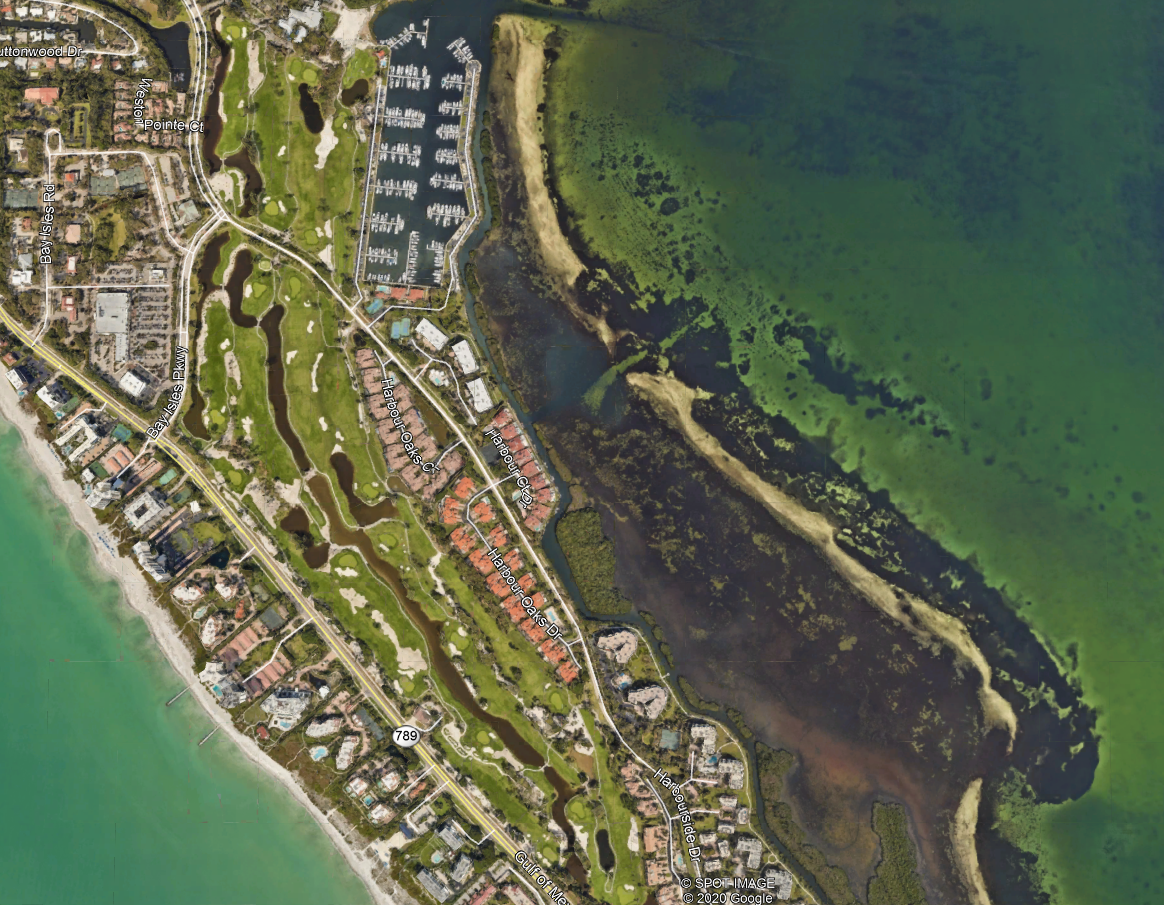 uttonwood Dr
Weston
Pointe Ct
Bay Isles Rd
Bay Isles Pkwy
Harbour Oaks Ct
Harbour Ct Cir
Harbour Oaks Dr
789
Harbourside Dr
Gulf of Me
© SPOT IMAGE
© 2020 Google